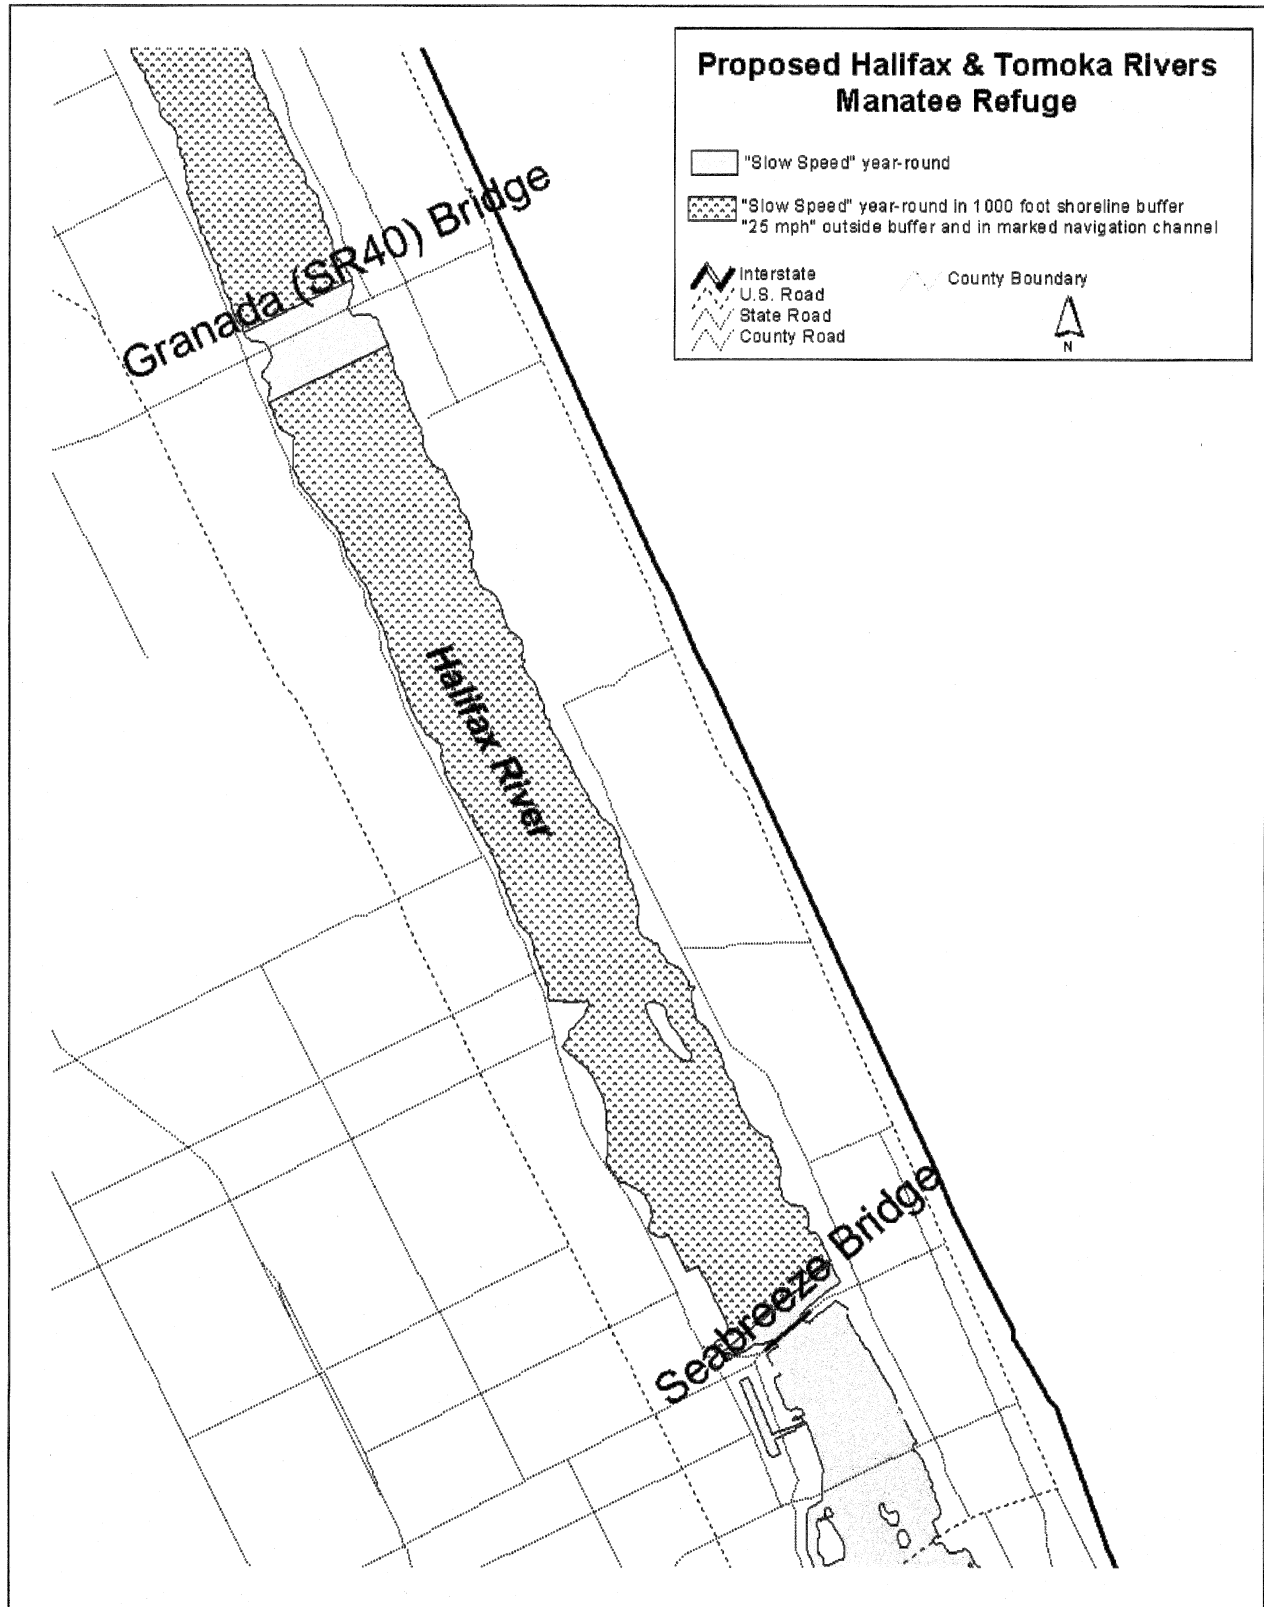 Proposed Halifax & Tomoka Rivers
Manatee Refuge
"Slow Speed" year-round
"Slow Speed" year-round in 1000 foot shoreline buffer
"25 mph" outside buffer and in marked navigation channel
Interstate
U.S. Road
State Road
County Road
County Boundary
N
Granada (SR40) Bridge
Halifax River
Seabreeze Bridge